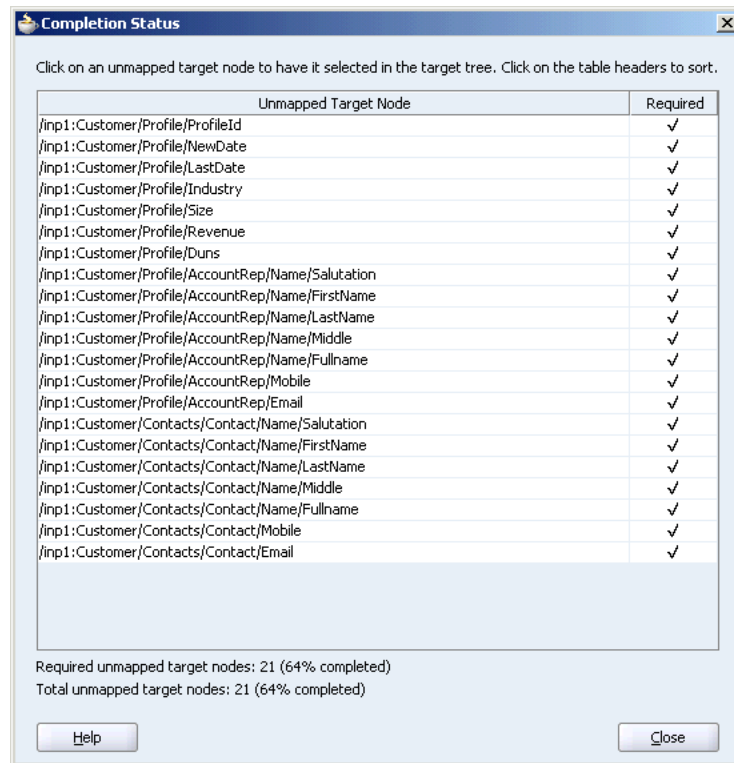 Completion Status
Click on an unmapped target node to have it selected in the target tree. Click on the table headers to sort.
Unmapped Target Node Required
/inp1:Customer/Profile/ProfileId ✓
/inp1:Customer/Profile/NewDate ✓
/inp1:Customer/Profile/LastDate ✓
/inp1:Customer/Profile/Industry ✓
/inp1:Customer/Profile/Size ✓
/inp1:Customer/Profile/Revenue ✓
/inp1:Customer/Profile/Duns ✓
/inp1:Customer/Profile/AccountRep/Name/Salutation ✓
/inp1:Customer/Profile/AccountRep/Name/FirstName ✓
/inp1:Customer/Profile/AccountRep/Name/LastName ✓
/inp1:Customer/Profile/AccountRep/Name/Middle ✓
/inp1:Customer/Profile/AccountRep/Name/Fullname ✓
/inp1:Customer/Profile/AccountRep/Mobile ✓
/inp1:Customer/Profile/AccountRep/Email ✓
/inp1:Customer/Contacts/Contact/Name/Salutation ✓
/inp1:Customer/Contacts/Contact/Name/FirstName ✓
/inp1:Customer/Contacts/Contact/Name/LastName ✓
/inp1:Customer/Contacts/Contact/Name/Middle ✓
/inp1:Customer/Contacts/Contact/Name/Fullname ✓
/inp1:Customer/Contacts/Contact/Mobile ✓
/inp1:Customer/Contacts/Contact/Email ✓
Required unmapped target nodes: 21 (64% completed)
Total unmapped target nodes: 21 (64% completed)
Help Close